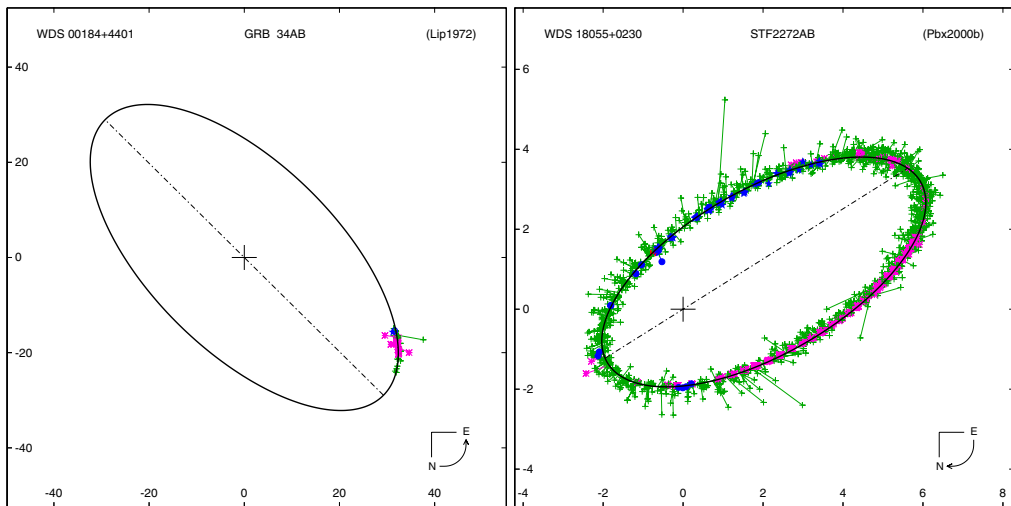 WDS 00184+4401 GRB 34AB (Lip1972)
40
20
0
-20
-40
E
N
-40 -20 0 20 40
WDS 18055+0230 STF2272AB (Pbx2000b)
6
4
2
0
-2
-4
E
N
-4 -2 0 2 4 6 8